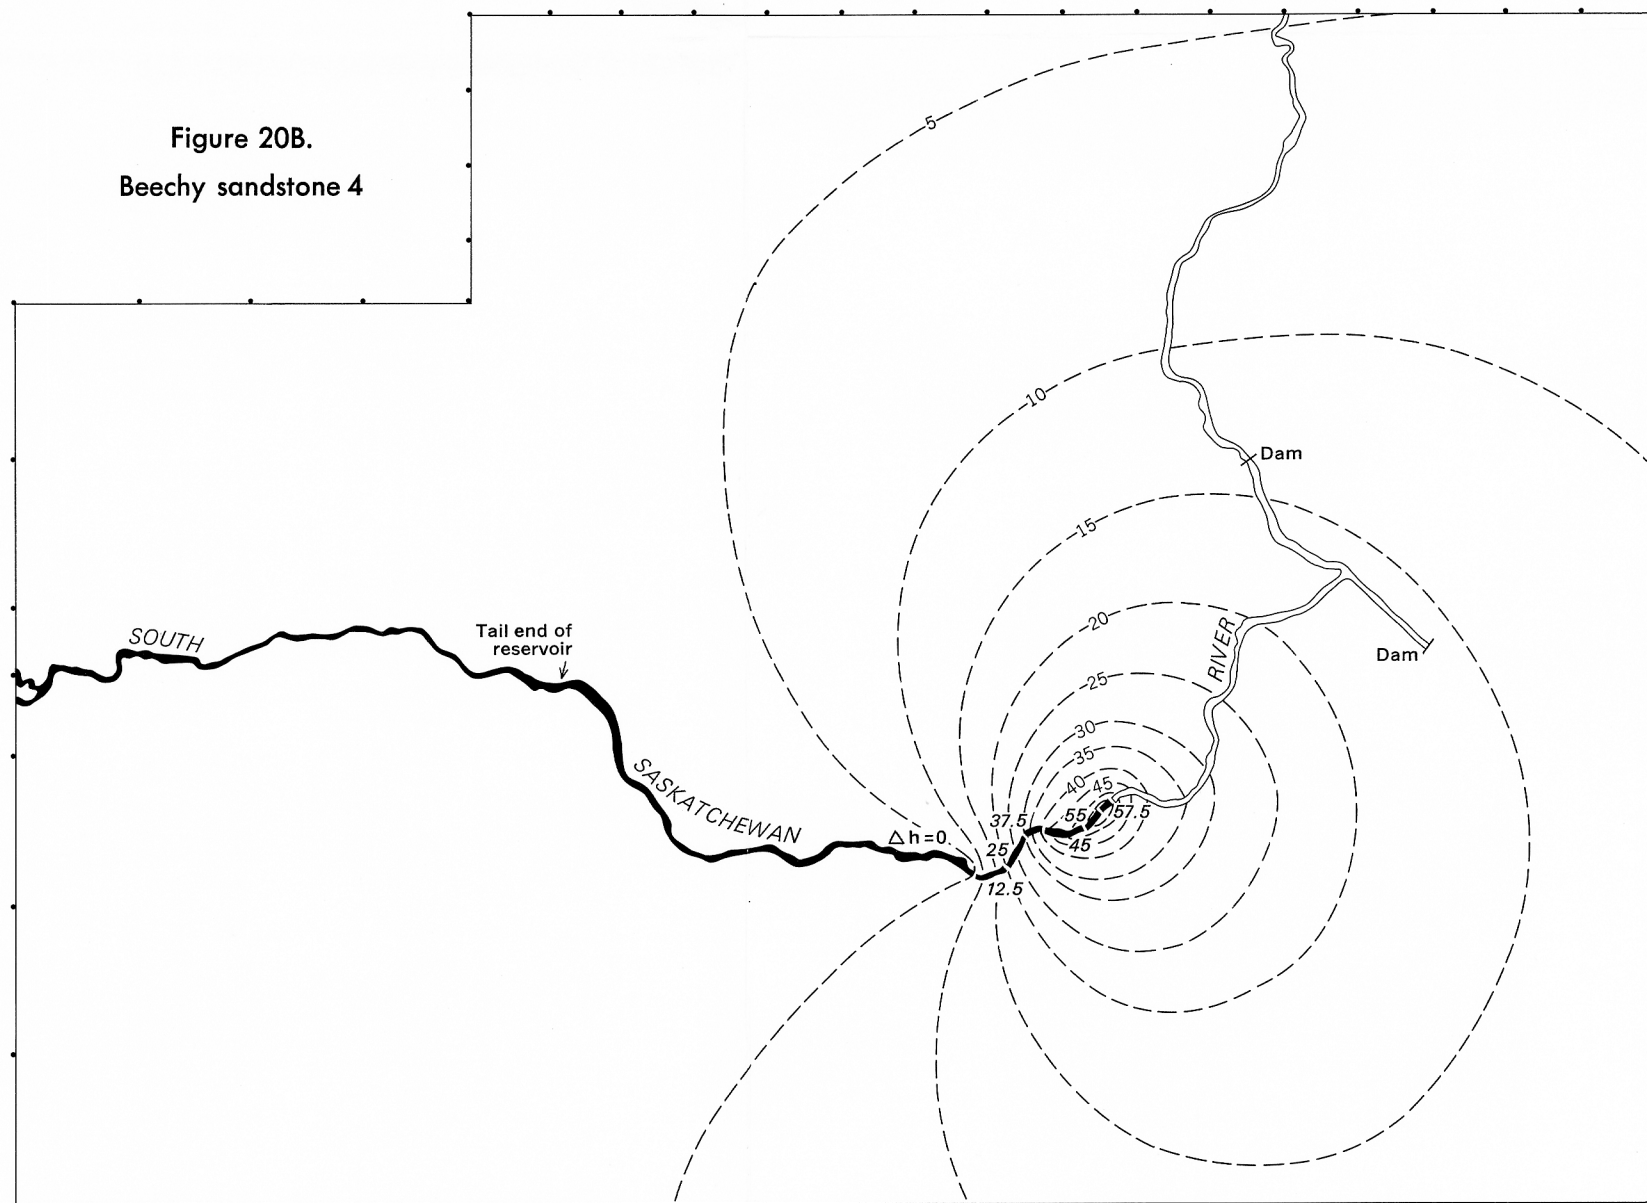 Figure 20B.
Beechy sandstone 4
5
10
Dam
15
SOUTH
20
Tail end of
reservoir
RIVER
Dam
25
30
35
SASKATCHEWAN
40
45
37.5
55
57.5
Δh=0
25
45
12.5